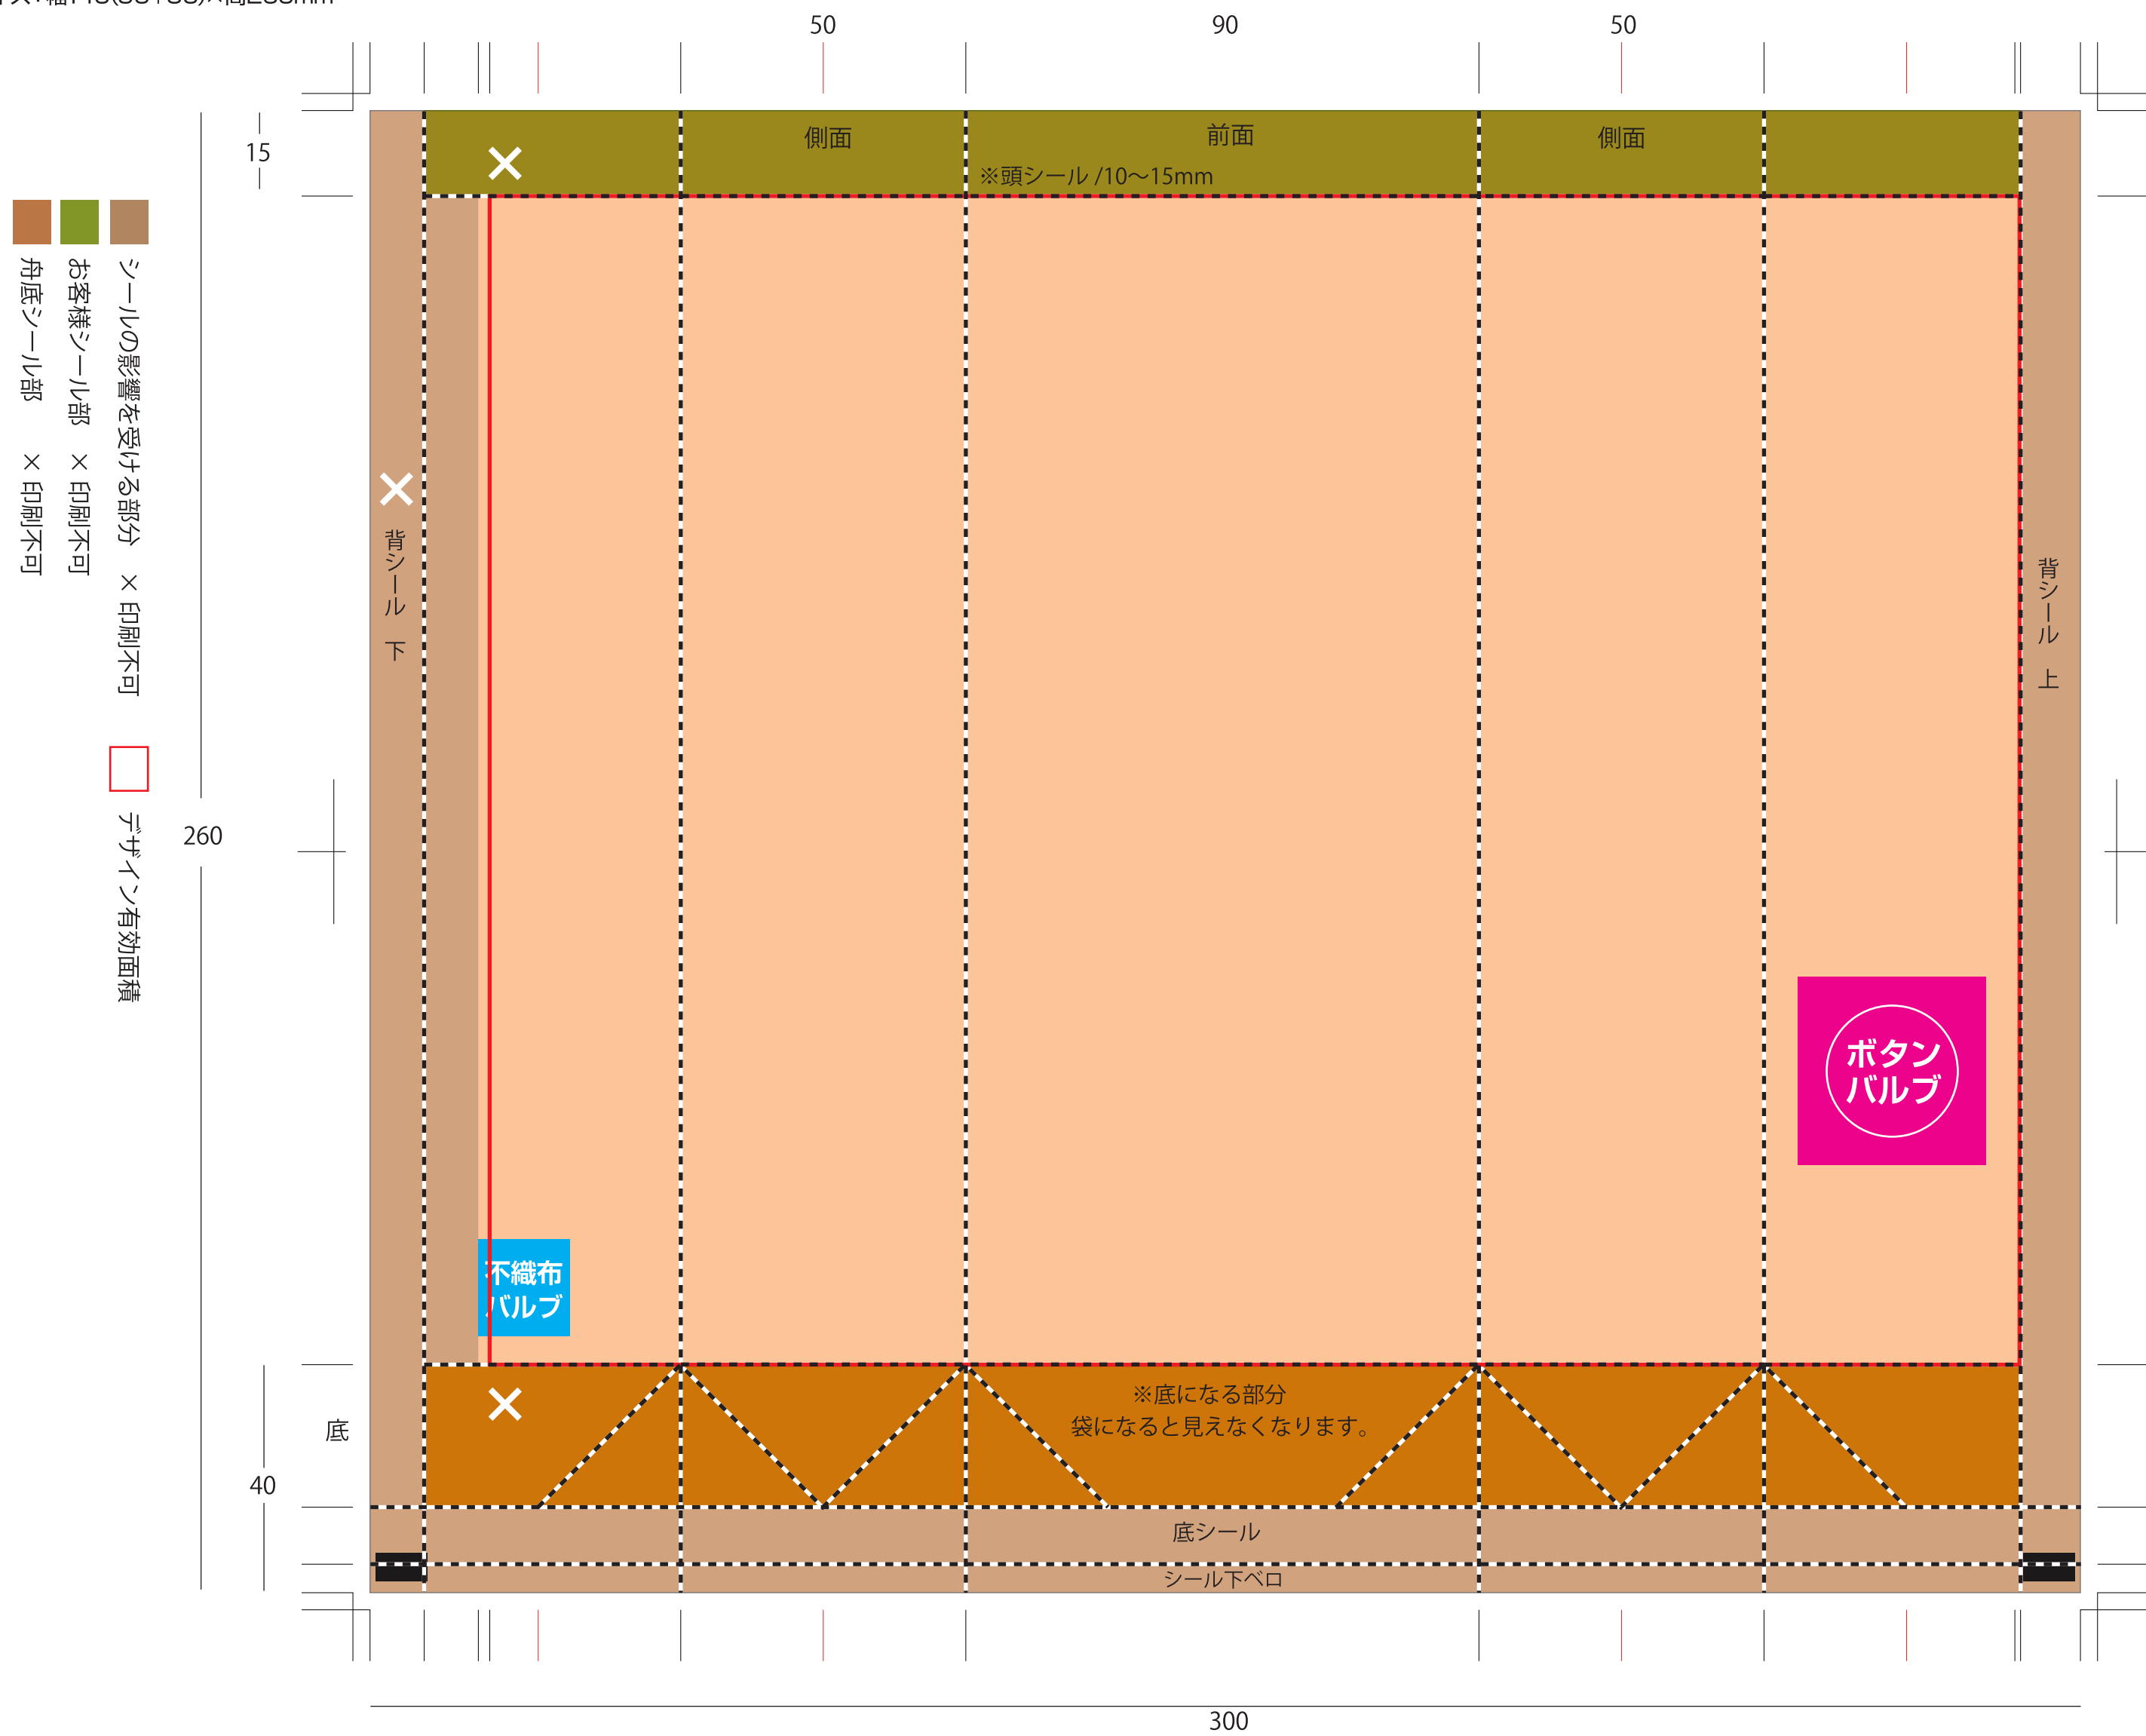 50
90
50
15
側面
前面
側面
※頭シール /10～15mm
シールの影響を受ける部分 × 印刷不可
お客様シール部 × 印刷不可
舟底シール部 × 印刷不可
デザイン有効面積
260
背シール 下
背シール 上
ボタン
バルブ
不織布
バルブ
※底になる部分
袋になると見えなくなります。
底
40
底シール
シール下ベロ
300